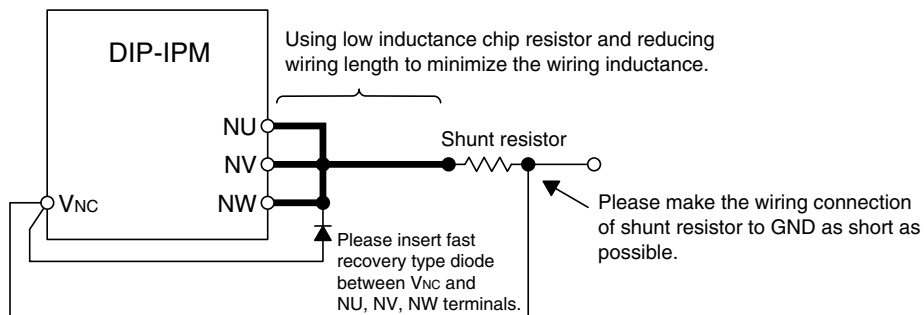 DIP-IPM
Using low inductance chip resistor and reducing
wiring length to minimize the wiring inductance.
NU
NV
NW
VNC
Shunt resistor
Please make the wiring connection
of shunt resistor to GND as short as
possible.
Please insert fast
recovery type diode
between VNC and
NU, NV, NW terminals.